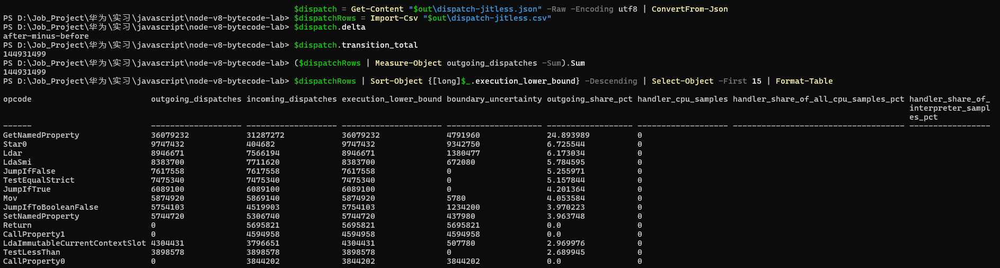 $dispatch = Get-Content "$out\dispatch-jitless.json" -Raw -Encoding utf8 | ConvertFrom-Json
PS D:\Job_Project\华为\实习\javascript\node-v8-bytecode-lab> $dispatchRows = Import-Csv "$out\dispatch-jitless.csv"
PS D:\Job_Project\华为\实习\javascript\node-v8-bytecode-lab> $dispatch.delta
after-minus-before
PS D:\Job_Project\华为\实习\javascript\node-v8-bytecode-lab> $dispatch.transition_total
144931499
PS D:\Job_Project\华为\实习\javascript\node-v8-bytecode-lab> ($dispatchRows | Measure-Object outgoing_dispatches -Sum).Sum
144931499
PS D:\Job_Project\华为\实习\javascript\node-v8-bytecode-lab> $dispatchRows | Sort-Object {[long]$_.execution_lower_bound} -Descending | Select-Object -First 15 | Format-Table
opcode outgoing_dispatches incoming_dispatches execution_lower_bound boundary_uncertainty outgoing_share_pct handler_cpu_samples handler_share_of_all_cpu_samples_pct handler_share_of_
interpreter_sampl
es_pct
------ ------------------- ------------------- --------------------- -------------------- ------------------ ------------------- ------------------------------------ -----------------
GetNamedProperty 36079232 31287272 36079232 4791960 24.893989 0
Star0 9747432 404682 9747432 9342750 6.725544 0
Ldar 8946671 7566194 8946671 1380477 6.173034 0
LdaSmi 8383700 7711620 8383700 672080 5.784595 0
JumpIfFalse 7617558 7617558 7617558 0 5.255971 0
TestEqualStrict 7475340 7475340 7475340 0 5.157844 0
JumpIfTrue 6089100 6089100 6089100 0 4.201364 0
Mov 5874920 5869140 5874920 5780 4.053584 0
JumpIfToBooleanFalse 5754103 4519903 5754103 1234200 3.970223 0
SetNamedProperty 5744720 5306740 5744720 437980 3.963748 0
Return 0 5695821 5695821 5695821 0.0 0
CallProperty1 0 4594958 4594958 4594958 0.0 0
LdaImmutableCurrentContextSlot 4304431 3796651 4304431 507780 2.969976 0
TestLessThan 3898578 3898578 3898578 0 2.689945 0
CallProperty0 0 3844202 3844202 3844202 0.0 0